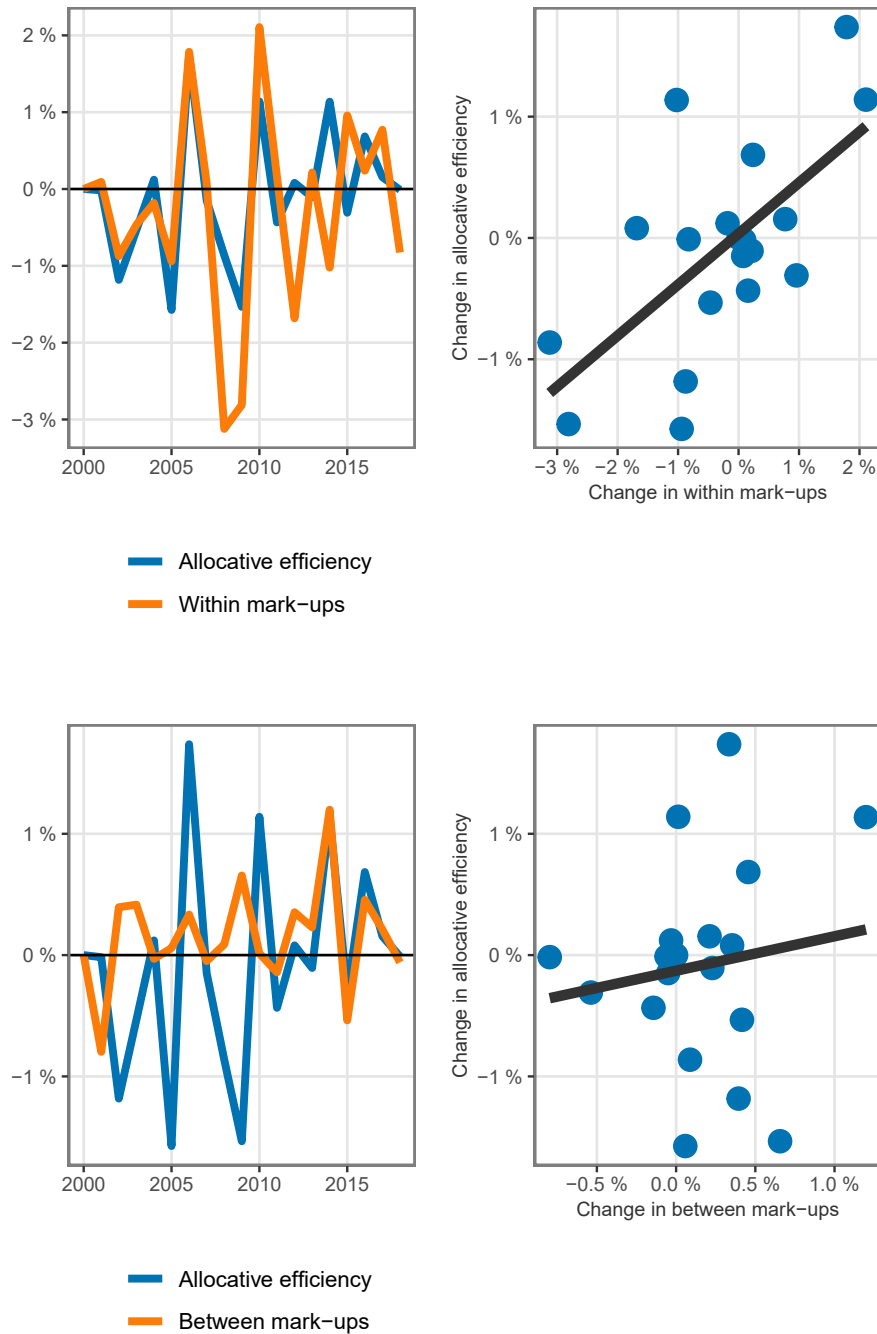 2 %
1 %
0 %
−1 %
−2 %
−3 %
2000 2005 2010 2015
Allocative efficiency
Within mark−ups
Change in allocative efficiency
1 %
0 %
−1 %
−3 % −2 % −1 % 0 % 1 % 2 %
Change in within mark−ups
1 %
0 %
−1 %
2000 2005 2010 2015
Allocative efficiency
Between mark−ups
Change in allocative efficiency
1 %
0 %
−1 %
−0.5 % 0.0 % 0.5 % 1.0 %
Change in between mark−ups